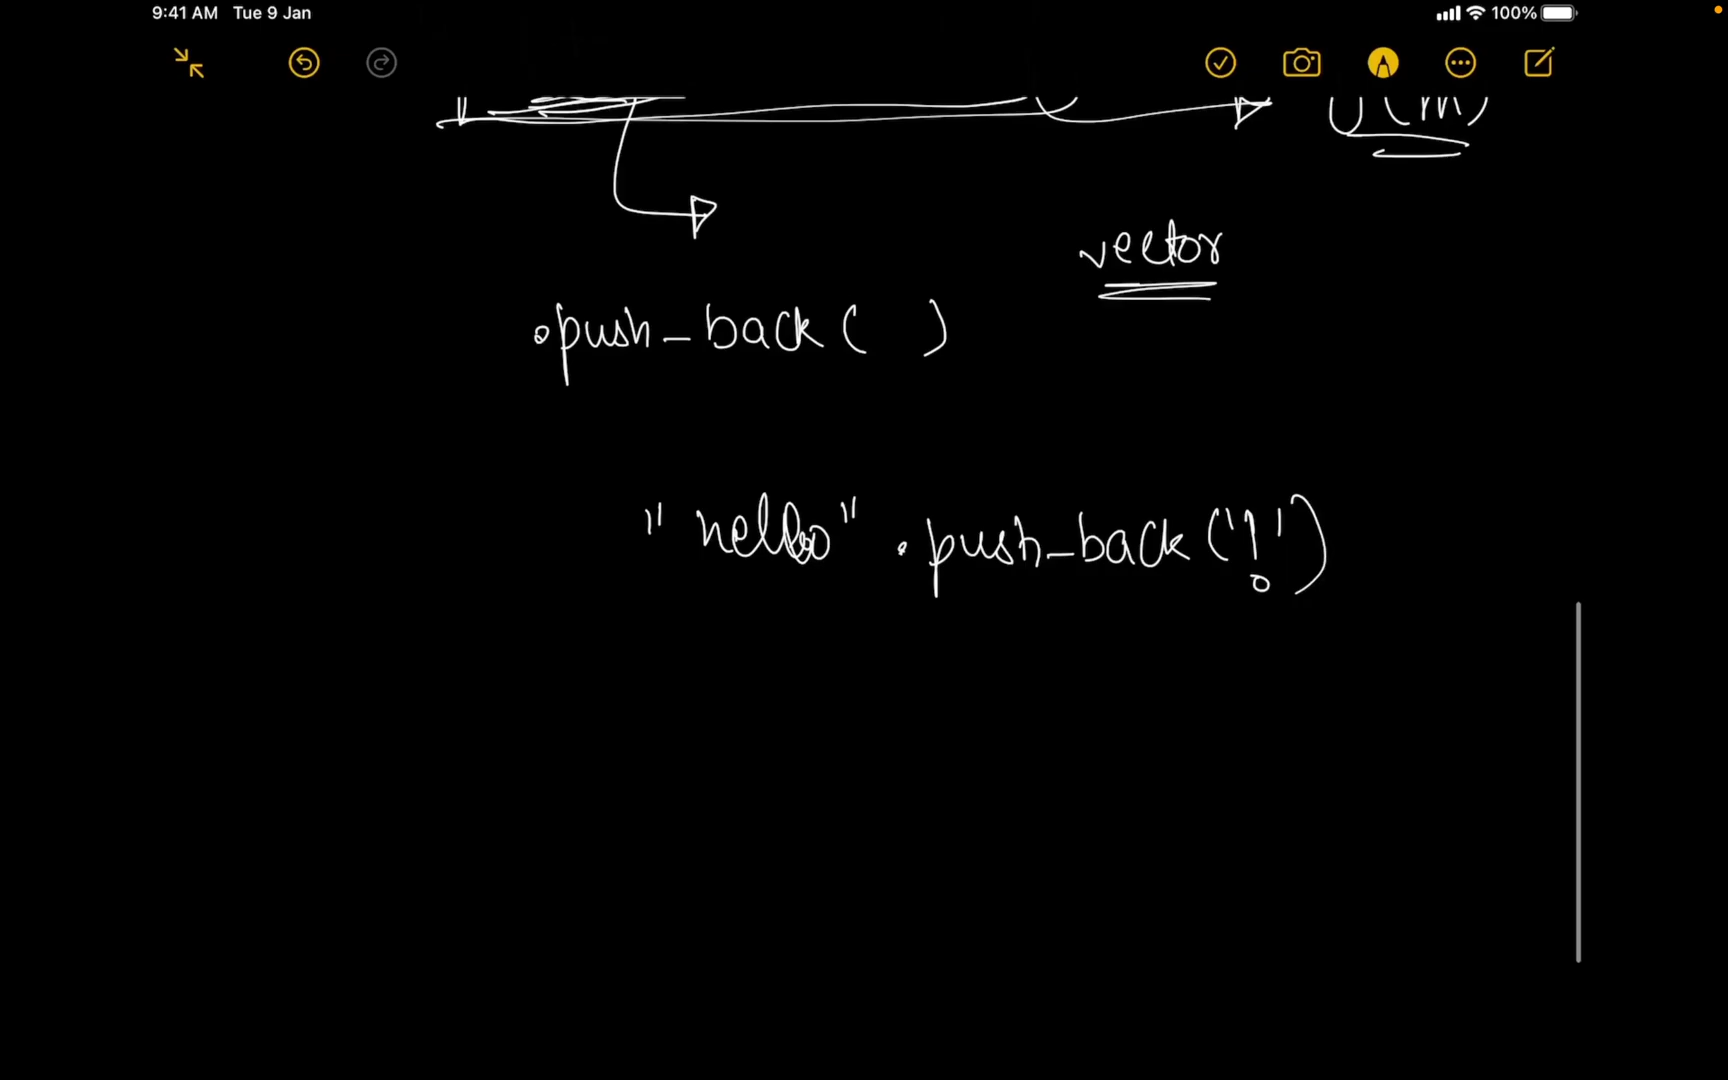 9:41 AM Tue 9 Jan 100%
vector
.push_back( )
"hello" .push_back('!')